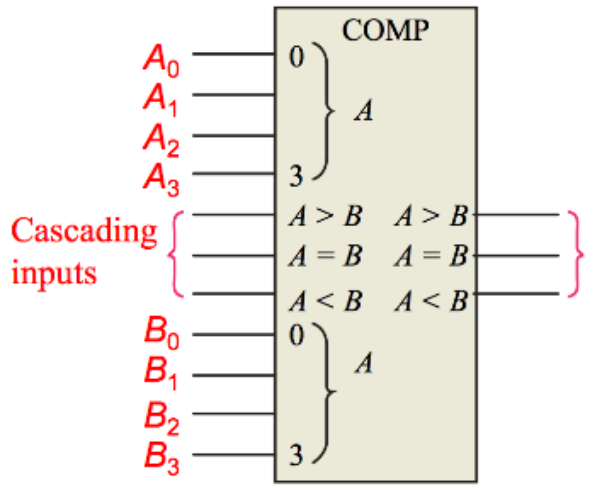 COMP
A₀ 0
A₁
A
A₂
A₃ 3
Cascading
inputs
A > B A > B
A = B A = B
A < B A < B
B₀ 0
B₁
A
B₂
B₃ 3